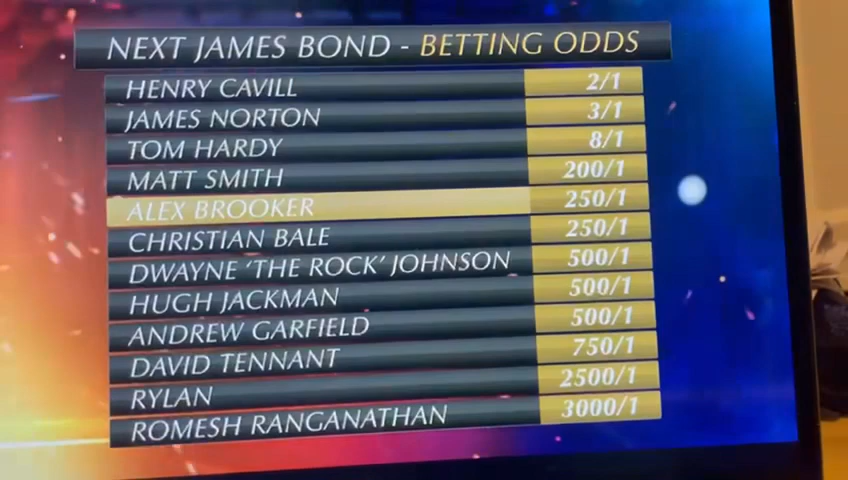 NEXT JAMES BOND - BETTING ODDS
HENRY CAVILL 2/1
JAMES NORTON 3/1
TOM HARDY 8/1
MATT SMITH 200/1
ALEX BROOKER 250/1
CHRISTIAN BALE 250/1
DWAYNE 'THE ROCK' JOHNSON 500/1
HUGH JACKMAN 500/1
ANDREW GARFIELD 500/1
DAVID TENNANT 750/1
RYLAN 2500/1
ROMESH RANGANATHAN 3000/1